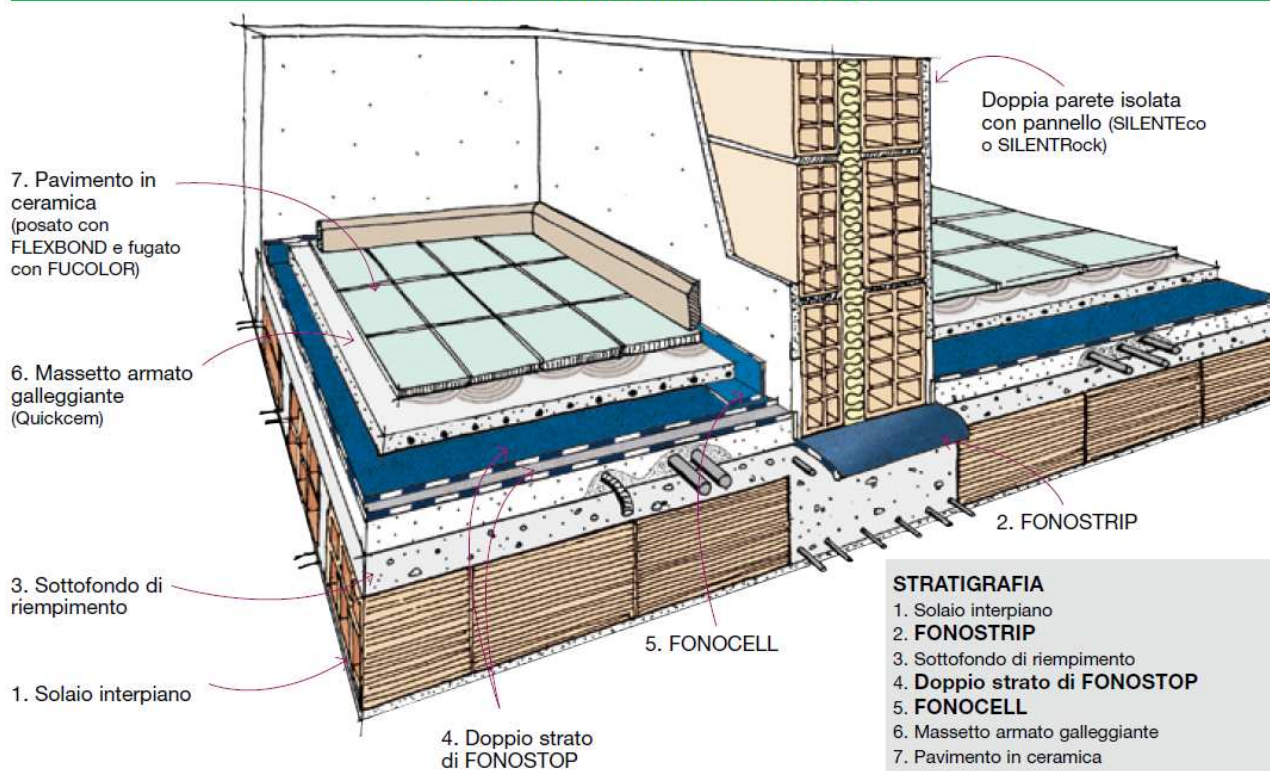 Doppia parete isolata
con pannello (SILENTEco
o SILENTRock)
7. Pavimento in
ceramica
(posato con
FLEXBOND e fugato
con FUCOLOR)
6. Massetto armato
galleggiante
(Quickcem)
2. FONOSTRIP
3. Sottofondo di
riempimento
5. FONOCELL
1. Solaio interpiano
4. Doppio strato
di FONOSTOP
STRATIGRAFIA
1. Solaio interpiano
2. FONOSTRIP
3. Sottofondo di riempimento
4. Doppio strato di FONOSTOP
5. FONOCELL
6. Massetto armato galleggiante
7. Pavimento in ceramica